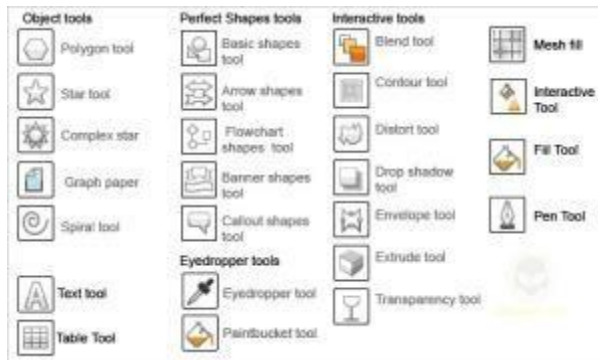 Object tools
Polygon tool
Star tool
Complex star
Graph paper
Spiral tool
Text tool
Table Tool
Perfect Shapes tools
Basic shapes
tool
Arrow shapes
tool
Flowchart
shapes tool
Banner shapes
tool
Callout shapes
tool
Eyedropper tools
Eyedropper tool
Paintbucket tool
Interactive tools
Blend tool
Contour tool
Distort tool
Drop shadow
tool
Envelope tool
Extrude tool
Transparency tool
Mesh fill
Interactive
Tool
Fill Tool
Pen Tool